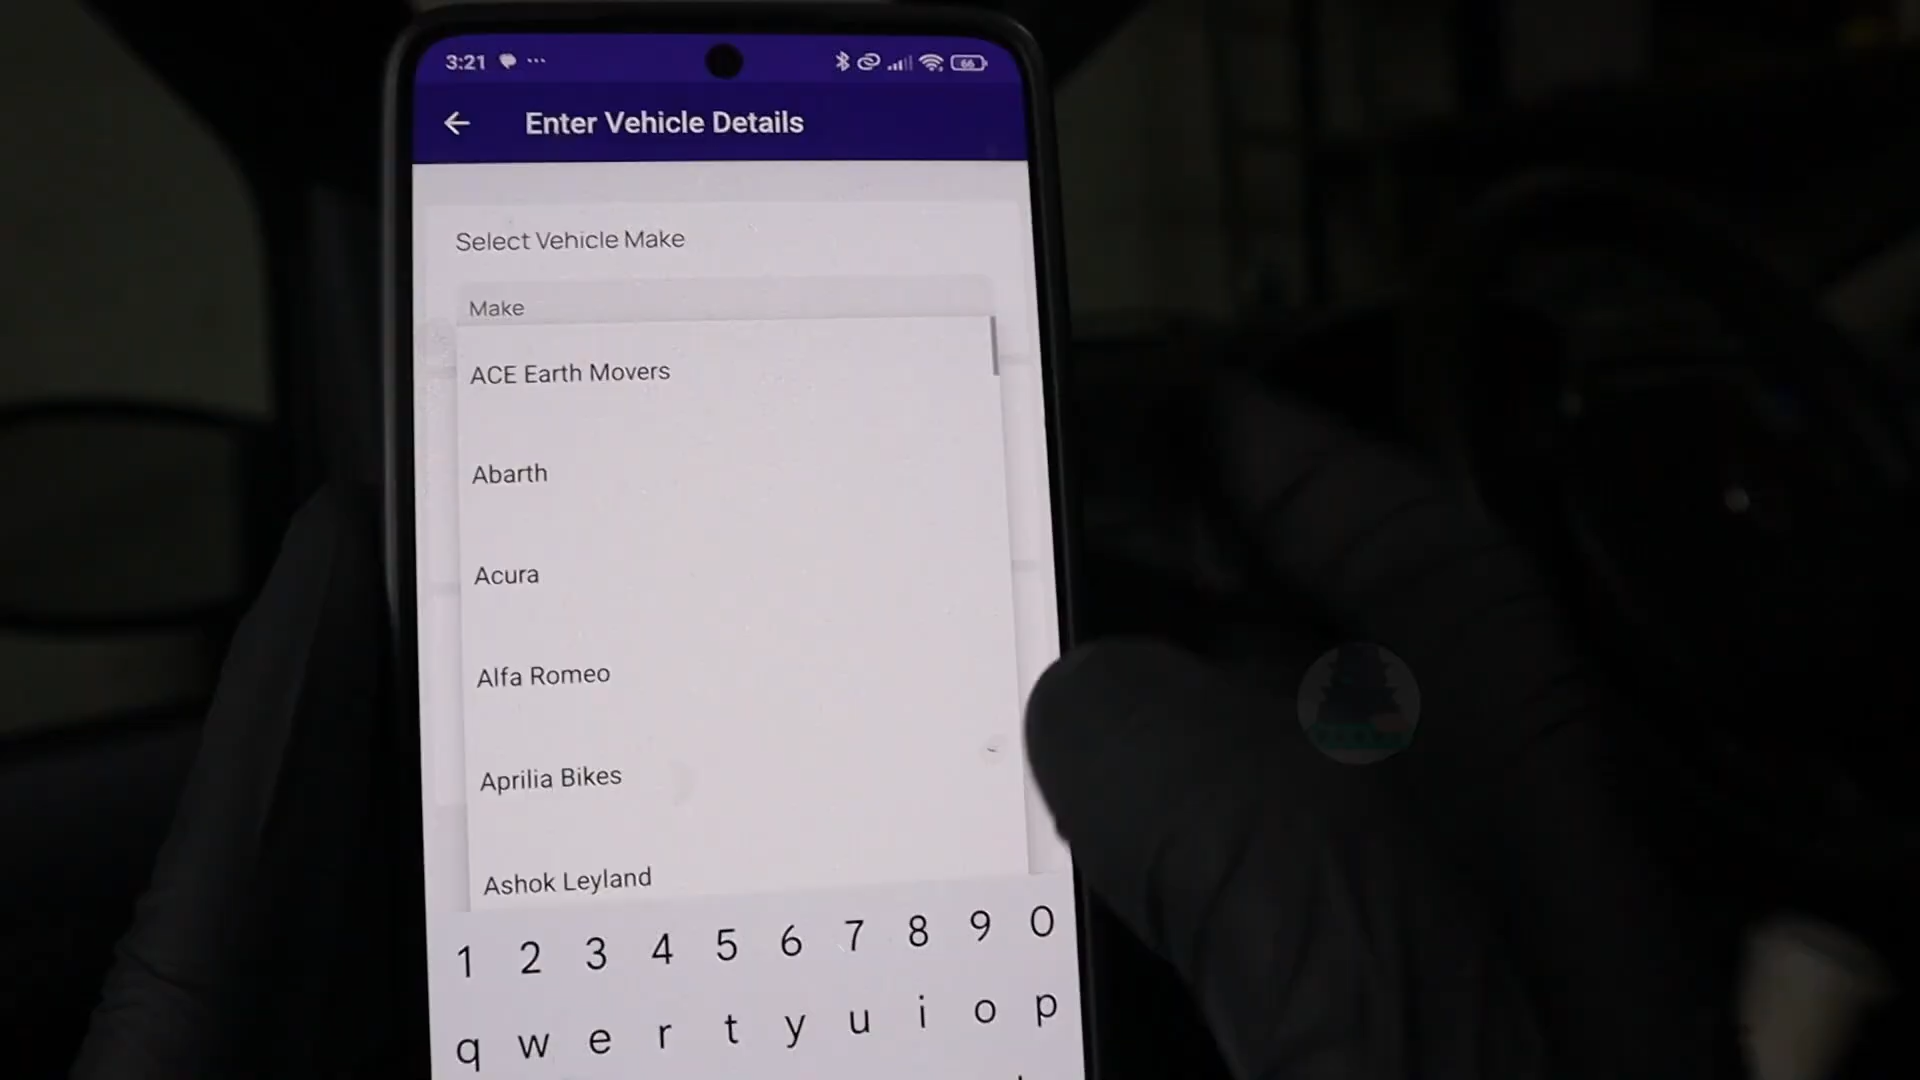 3:21
66
Enter Vehicle Details
Select Vehicle Make
Make
ACE Earth Movers
Abarth
Acura
Alfa Romeo
Aprilia Bikes
Ashok Leyland
1 2 3 4 5 6 7 8 9 0
q w e r t y u i o p